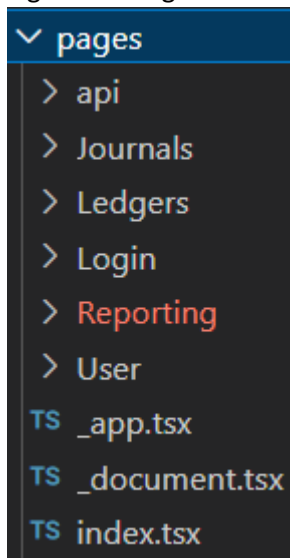 pages
api
Journals
Ledgers
Login
Reporting
User
TS _app.tsx
TS _document.tsx
TS index.tsx